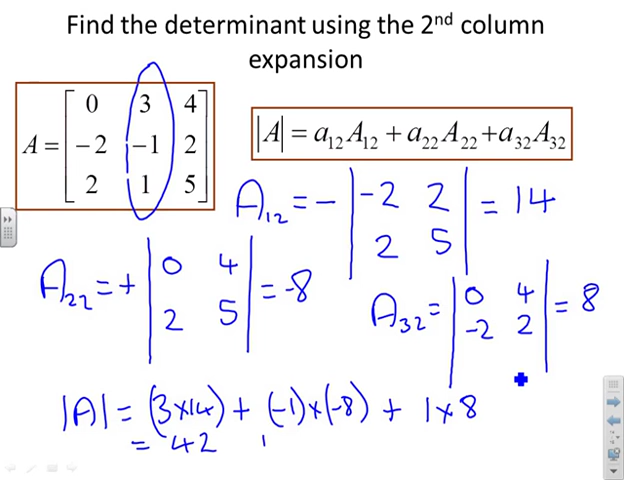 Find the determinant using the 2nd column
expansion
A = [ 0 3 4
-2 -1 2
2 1 5 ]
|A| = a12A12 + a22A22 + a32A32
A12 = - | -2 2
2 5 | = 14
A22 = + | 0 4
2 5 | = -8
A32 = | 0 4
-2 2 | = 8
|A| = (3×14) + (-1)×(-8) + 1×8
= 42